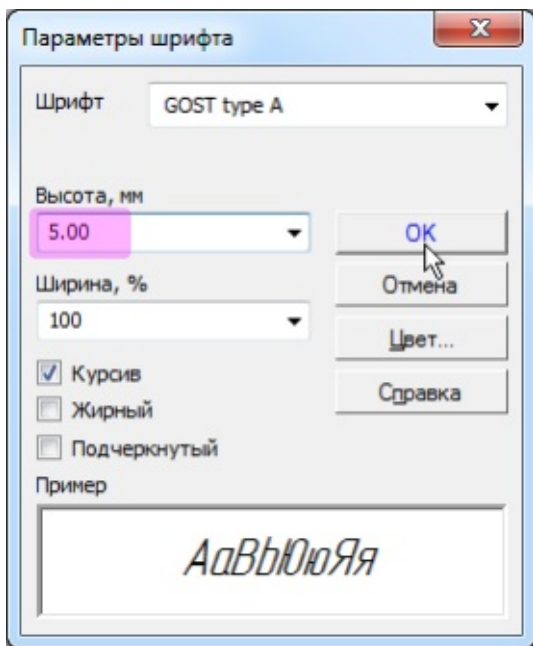 Параметры шрифта
Шрифт GOST type A
Высота, мм
5.00
OK
Ширина, %
Отмена
100
Цвет...
Курсив
Справка
Жирный
Подчеркнутый
Пример
АаВbЮюЯя